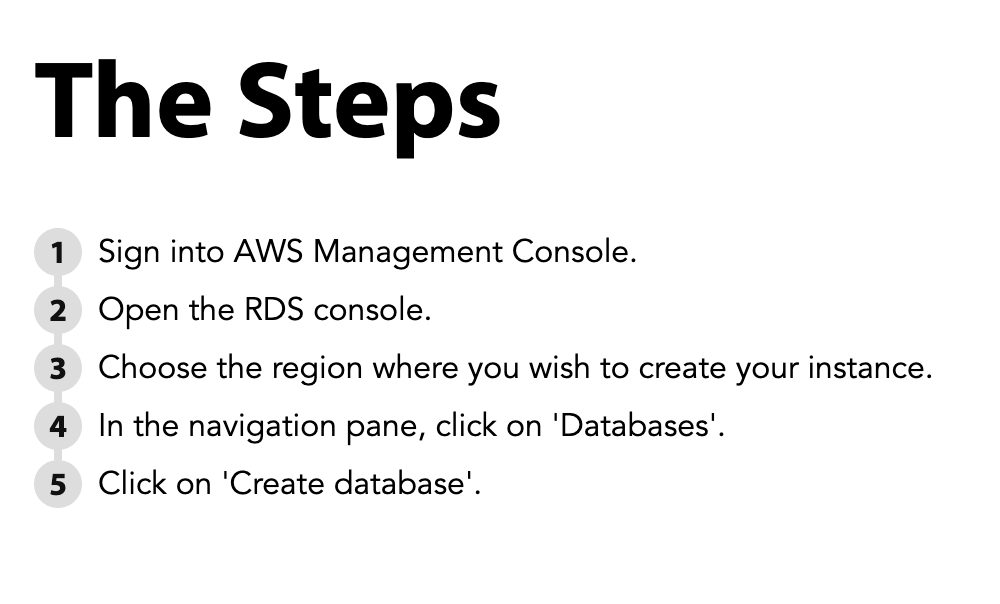 The Steps
1 Sign into AWS Management Console.
2 Open the RDS console.
3 Choose the region where you wish to create your instance.
4 In the navigation pane, click on 'Databases'.
5 Click on 'Create database'.